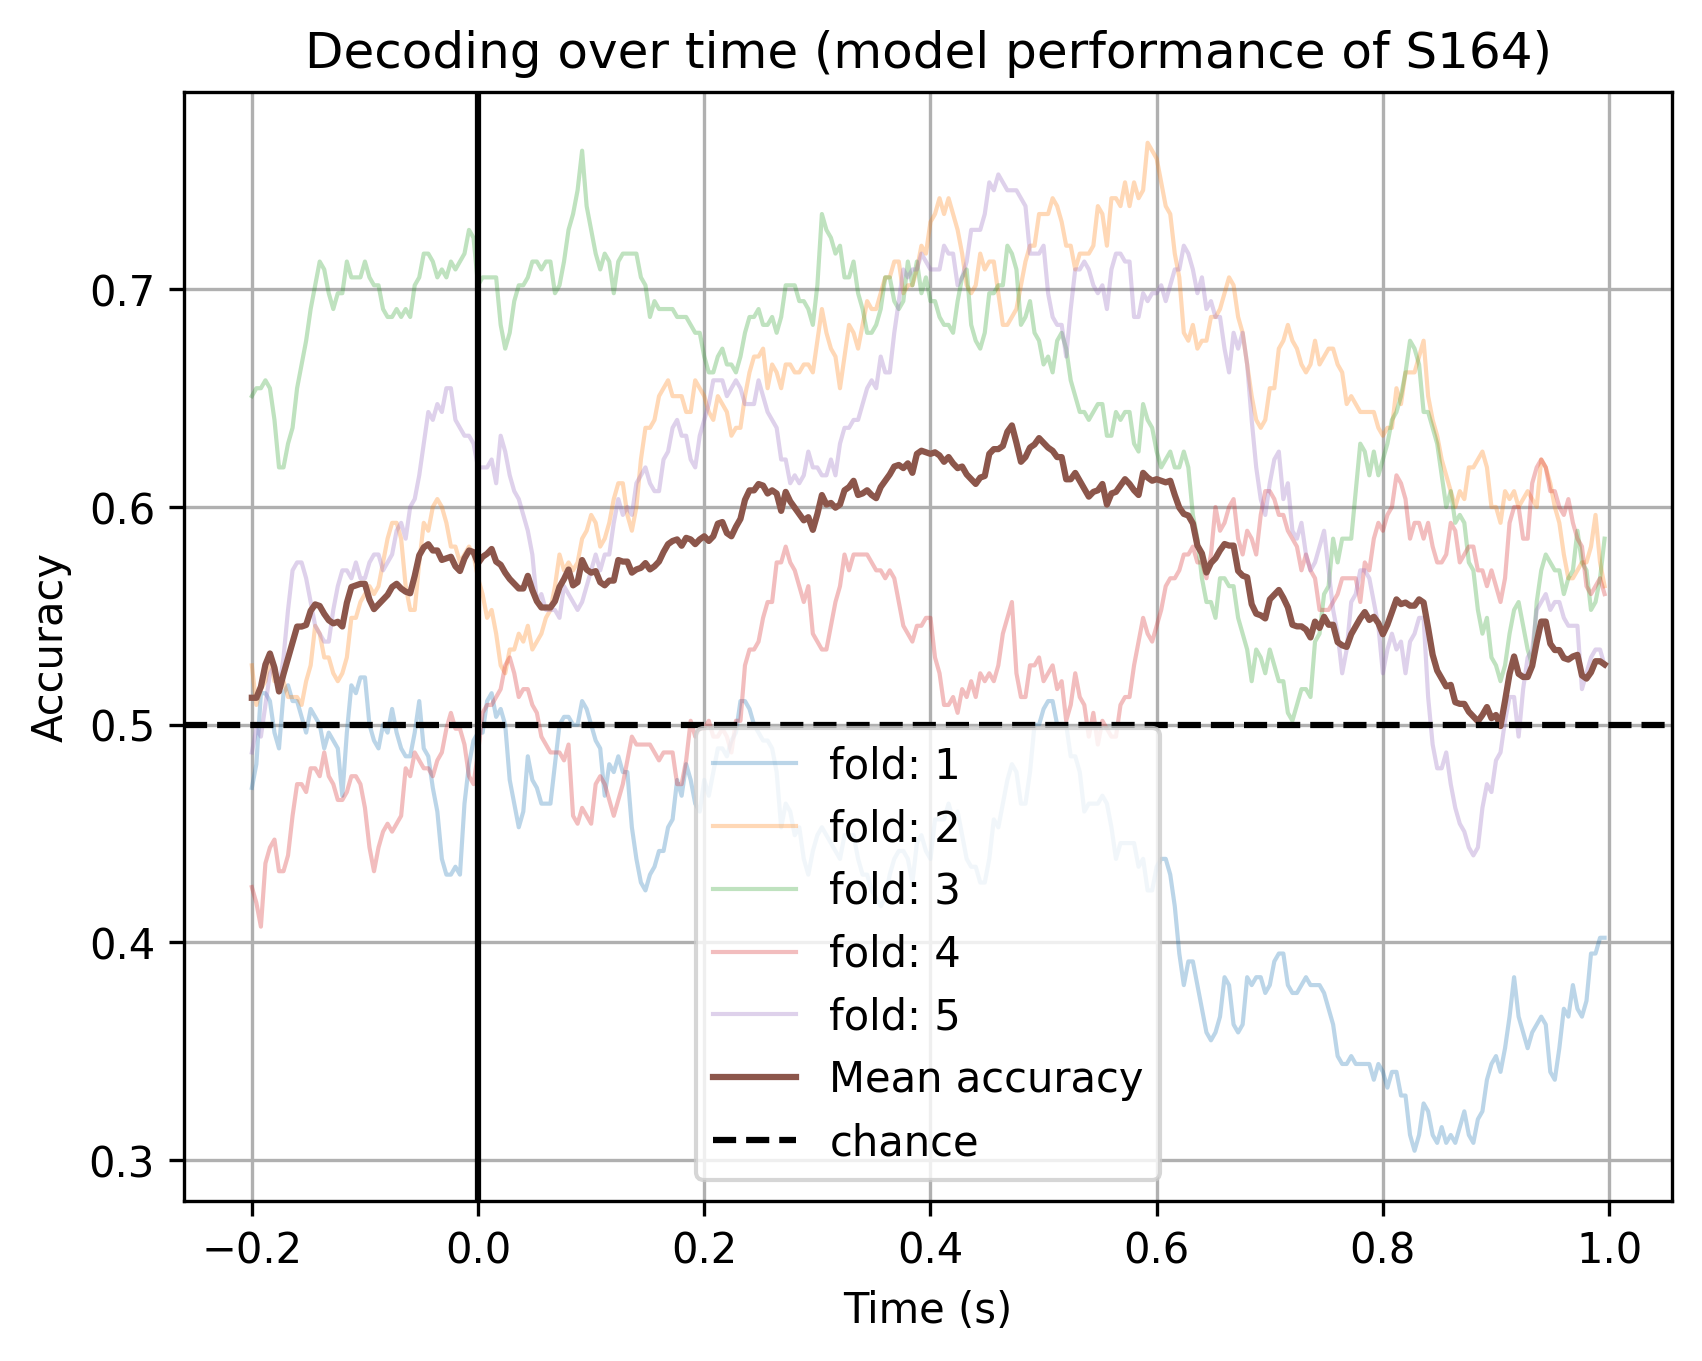 Decoding over time (model performance of S164)
Accuracy
0.7
0.6
0.5
0.4
0.3
fold: 1
fold: 2
fold: 3
fold: 4
fold: 5
Mean accuracy
chance
−0.2 0.0 0.2 0.4 0.6 0.8 1.0
Time (s)